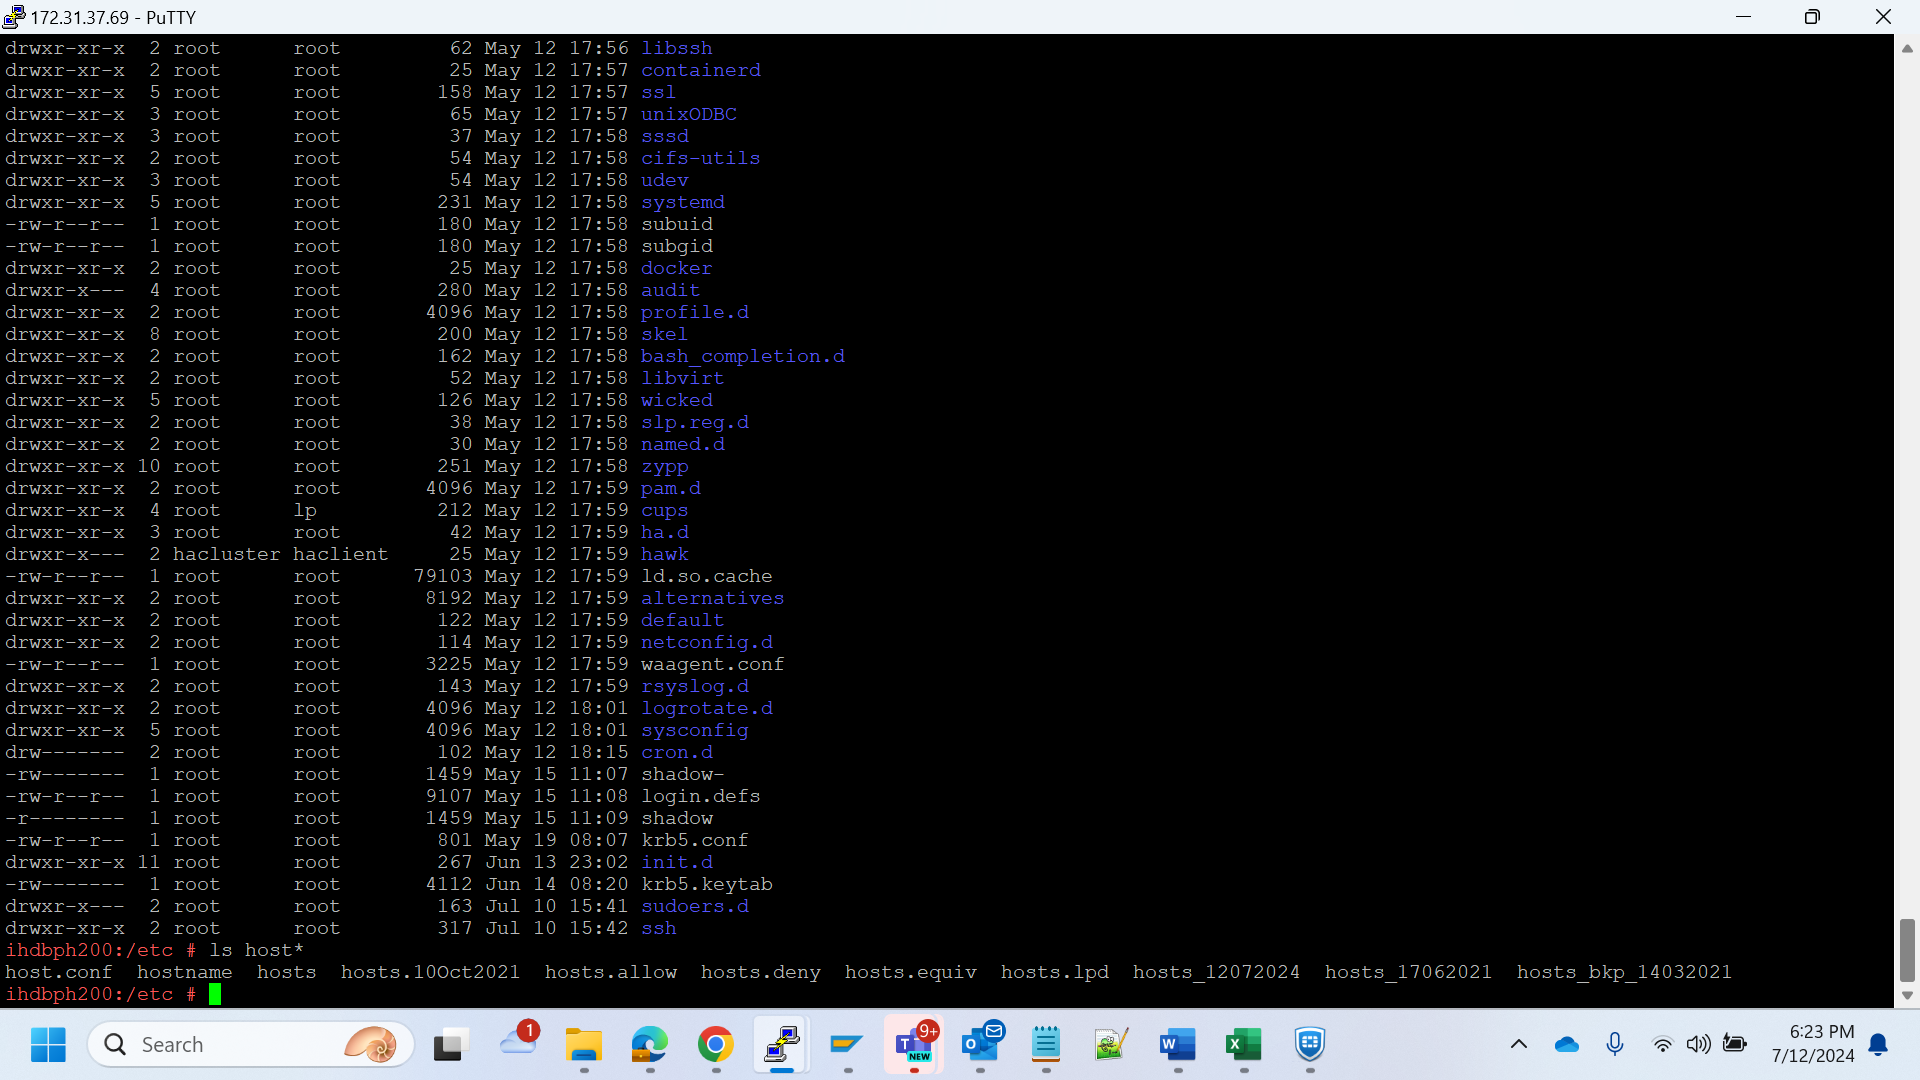 172.31.37.69 - PuTTY
drwxr-xr-x  2 root      root         62 May 12 17:56 libssh
drwxr-xr-x  2 root      root         25 May 12 17:57 containerd
drwxr-xr-x  5 root      root        158 May 12 17:57 ssl
drwxr-xr-x  3 root      root         65 May 12 17:57 unixODBC
drwxr-xr-x  3 root      root         37 May 12 17:58 sssd
drwxr-xr-x  2 root      root         54 May 12 17:58 cifs-utils
drwxr-xr-x  3 root      root         54 May 12 17:58 udev
drwxr-xr-x  5 root      root        231 May 12 17:58 systemd
-rw-r--r--  1 root      root        180 May 12 17:58 subuid
-rw-r--r--  1 root      root        180 May 12 17:58 subgid
drwxr-xr-x  2 root      root         25 May 12 17:58 docker
drwxr-x---  4 root      root        280 May 12 17:58 audit
drwxr-xr-x  2 root      root       4096 May 12 17:58 profile.d
drwxr-xr-x  8 root      root        200 May 12 17:58 skel
drwxr-xr-x  2 root      root        162 May 12 17:58 bash_completion.d
drwxr-xr-x  2 root      root         52 May 12 17:58 libvirt
drwxr-xr-x  5 root      root        126 May 12 17:58 wicked
drwxr-xr-x  2 root      root         38 May 12 17:58 slp.reg.d
drwxr-xr-x  2 root      root         30 May 12 17:58 named.d
drwxr-xr-x 10 root      root        251 May 12 17:58 zypp
drwxr-xr-x  2 root      root       4096 May 12 17:59 pam.d
drwxr-xr-x  4 root      lp          212 May 12 17:59 cups
drwxr-xr-x  3 root      root         42 May 12 17:59 ha.d
drwxr-x---  2 hacluster haclient     25 May 12 17:59 hawk
-rw-r--r--  1 root      root      79103 May 12 17:59 ld.so.cache
drwxr-xr-x  2 root      root       8192 May 12 17:59 alternatives
drwxr-xr-x  2 root      root        122 May 12 17:59 default
drwxr-xr-x  2 root      root        114 May 12 17:59 netconfig.d
-rw-r--r--  1 root      root       3225 May 12 17:59 waagent.conf
drwxr-xr-x  2 root      root        143 May 12 17:59 rsyslog.d
drwxr-xr-x  2 root      root       4096 May 12 18:01 logrotate.d
drwxr-xr-x  5 root      root       4096 May 12 18:01 sysconfig
drw-------  2 root      root        102 May 12 18:15 cron.d
-rw-------  1 root      root       1459 May 15 11:07 shadow-
-rw-r--r--  1 root      root       9107 May 15 11:08 login.defs
-r--------  1 root      root       1459 May 15 11:09 shadow
-rw-r--r--  1 root      root        801 May 19 08:07 krb5.conf
drwxr-xr-x 11 root      root        267 Jun 13 23:02 init.d
-rw-------  1 root      root       4112 Jun 14 08:20 krb5.keytab
drwxr-x---  2 root      root        163 Jul 10 15:41 sudoers.d
drwxr-xr-x  2 root      root        317 Jul 10 15:42 ssh
ihdbph200:/etc # ls host*
host.conf  hostname  hosts  hosts.10Oct2021  hosts.allow  hosts.deny  hosts.equiv  hosts.lpd  hosts_12072024  hosts_17062021  hosts_bkp_14032021
ihdbph200:/etc #
Search
1
9+
NEW
6:23 PM
7/12/2024